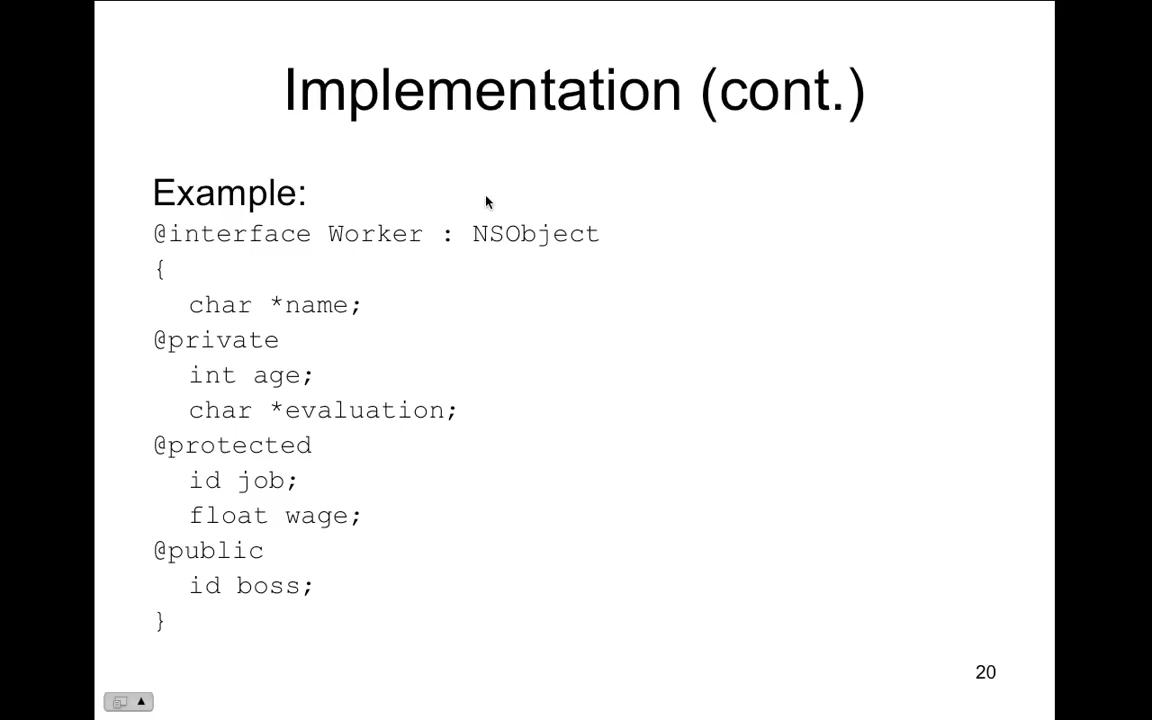 Implementation (cont.)
Example:
@interface Worker : NSObject
{
char *name;
@private
int age;
char *evaluation;
@protected
id job;
float wage;
@public
id boss;
}
20